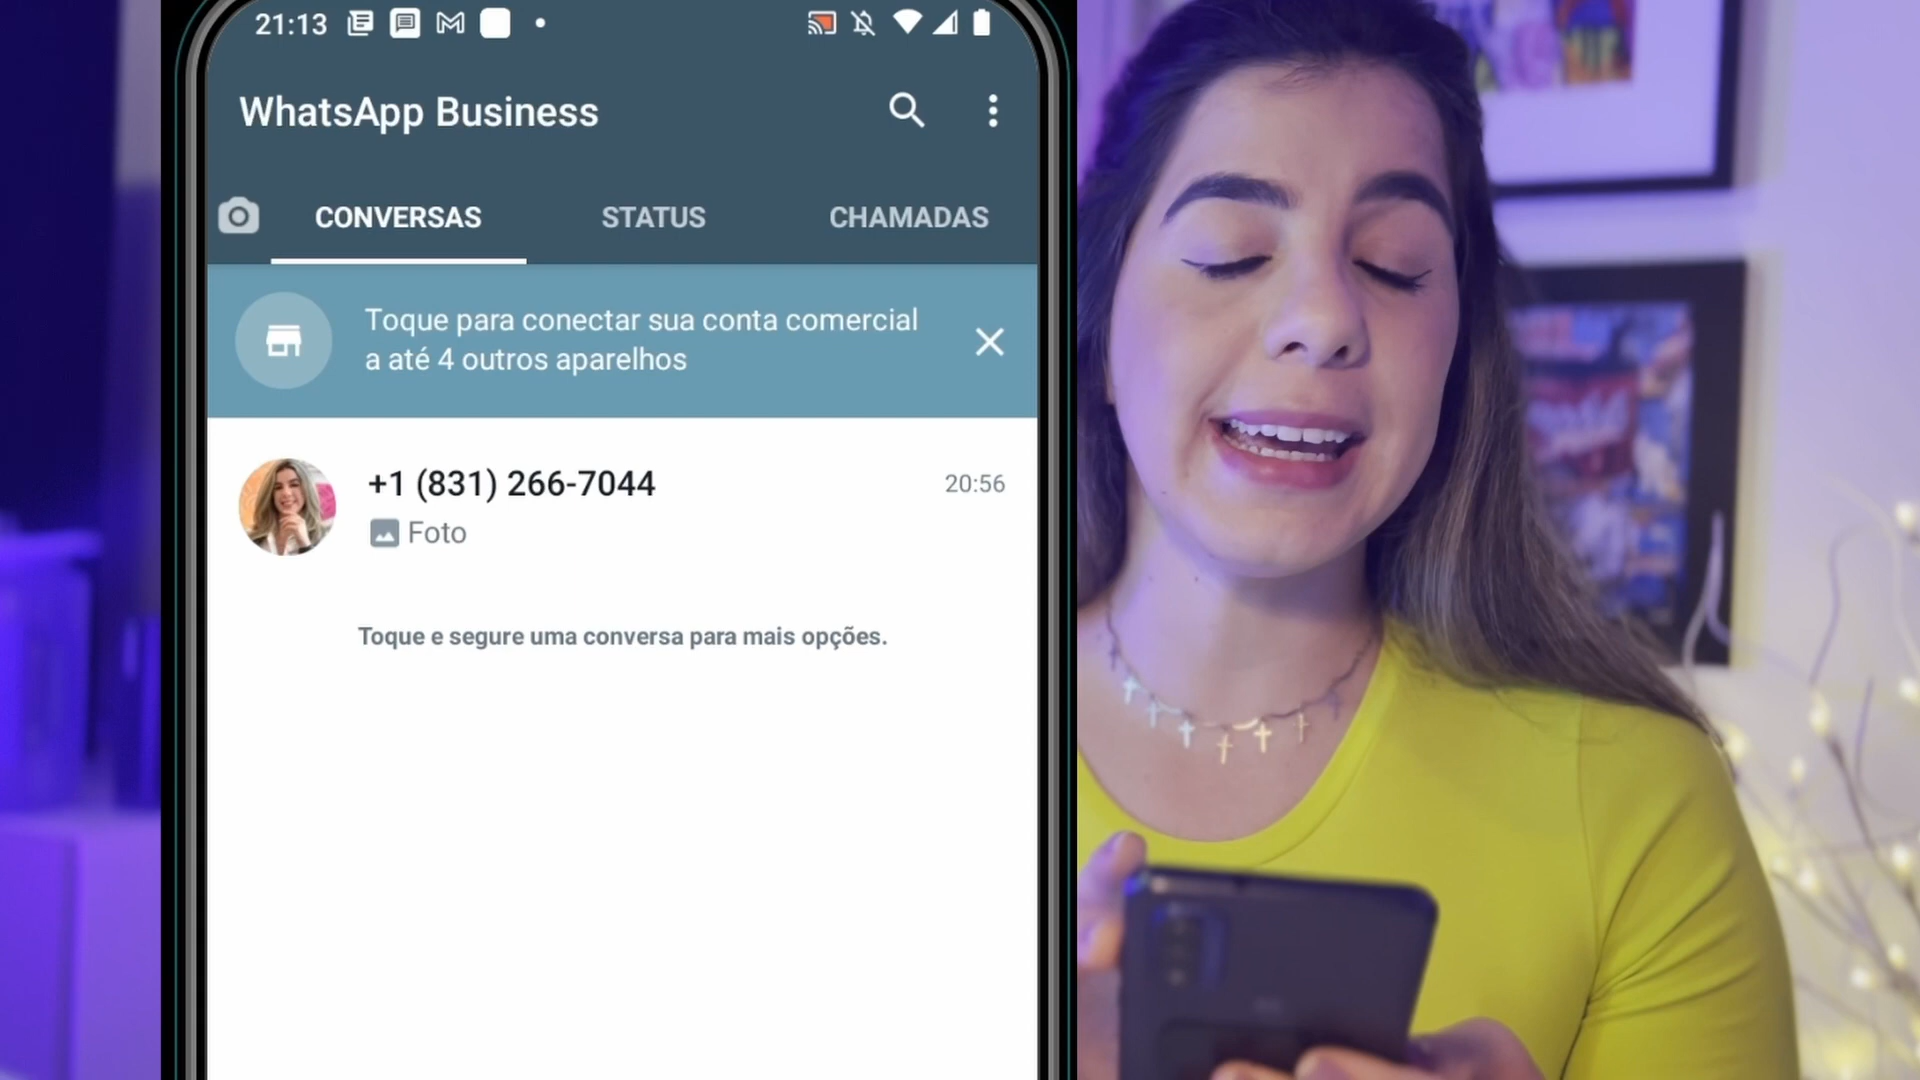 21:13
WhatsApp Business
CONVERSAS
STATUS
CHAMADAS
Toque para conectar sua conta comercial
a até 4 outros aparelhos
+1 (831) 266-7044
20:56
Foto
Toque e segure uma conversa para mais opções.